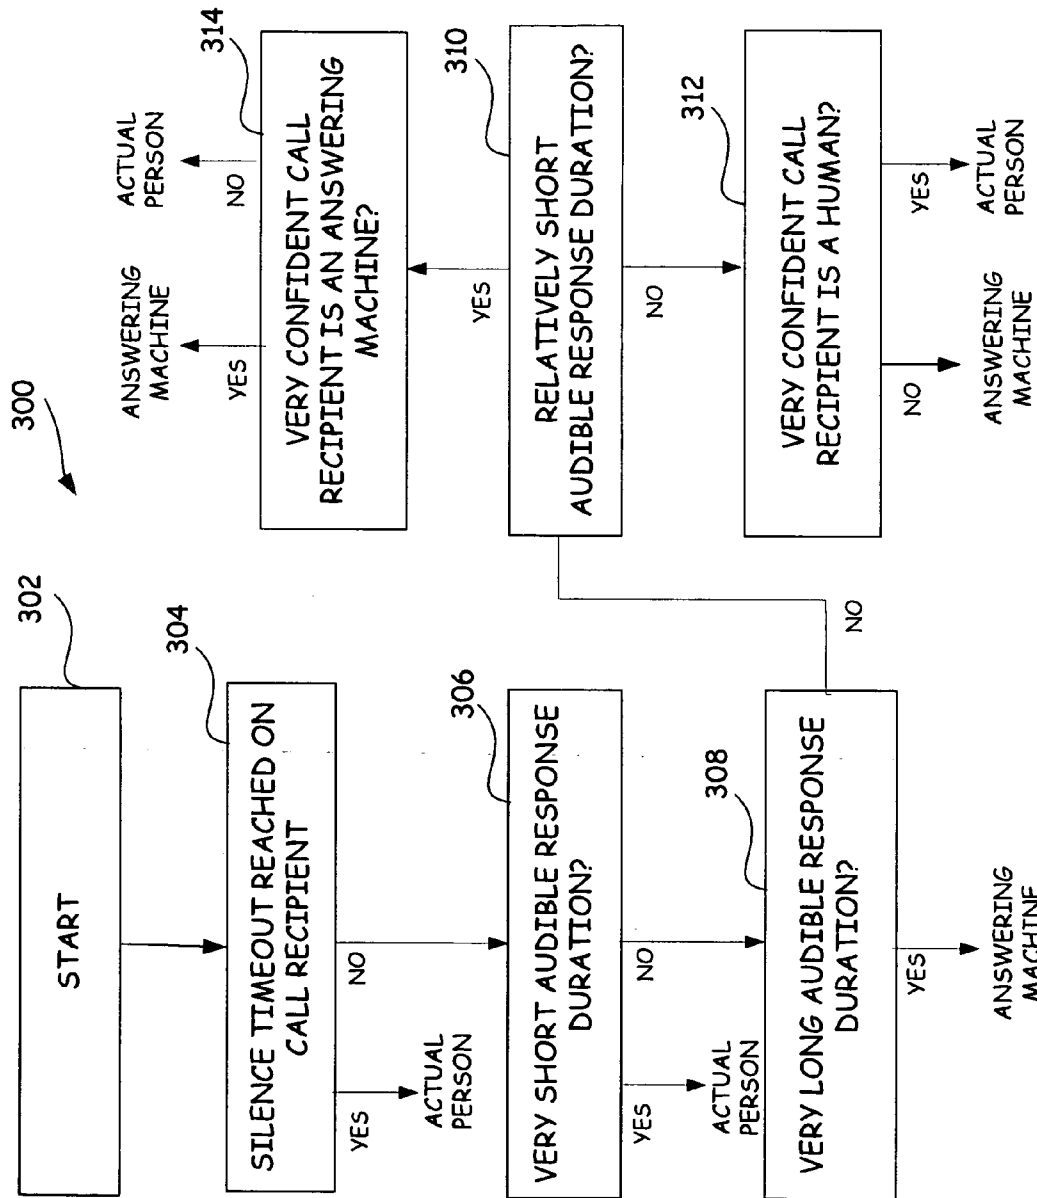 300
302
START
304
SILENCE TIMEOUT REACHED ON
CALL RECIPIENT
YES
NO
ACTUAL
PERSON
306
VERY SHORT AUDIBLE RESPONSE
DURATION?
YES
NO
ACTUAL
PERSON
308
VERY LONG AUDIBLE RESPONSE
DURATION?
YES
NO
ANSWERING
MACHINE
ANSWERING
MACHINE
ACTUAL
PERSON
YES
NO
314
VERY CONFIDENT CALL
RECIPIENT IS AN ANSWERING
MACHINE?
YES
310
RELATIVELY SHORT
AUDIBLE RESPONSE DURATION?
NO
312
VERY CONFIDENT CALL
RECIPIENT IS A HUMAN?
NO
YES
ANSWERING
MACHINE
ACTUAL
PERSON